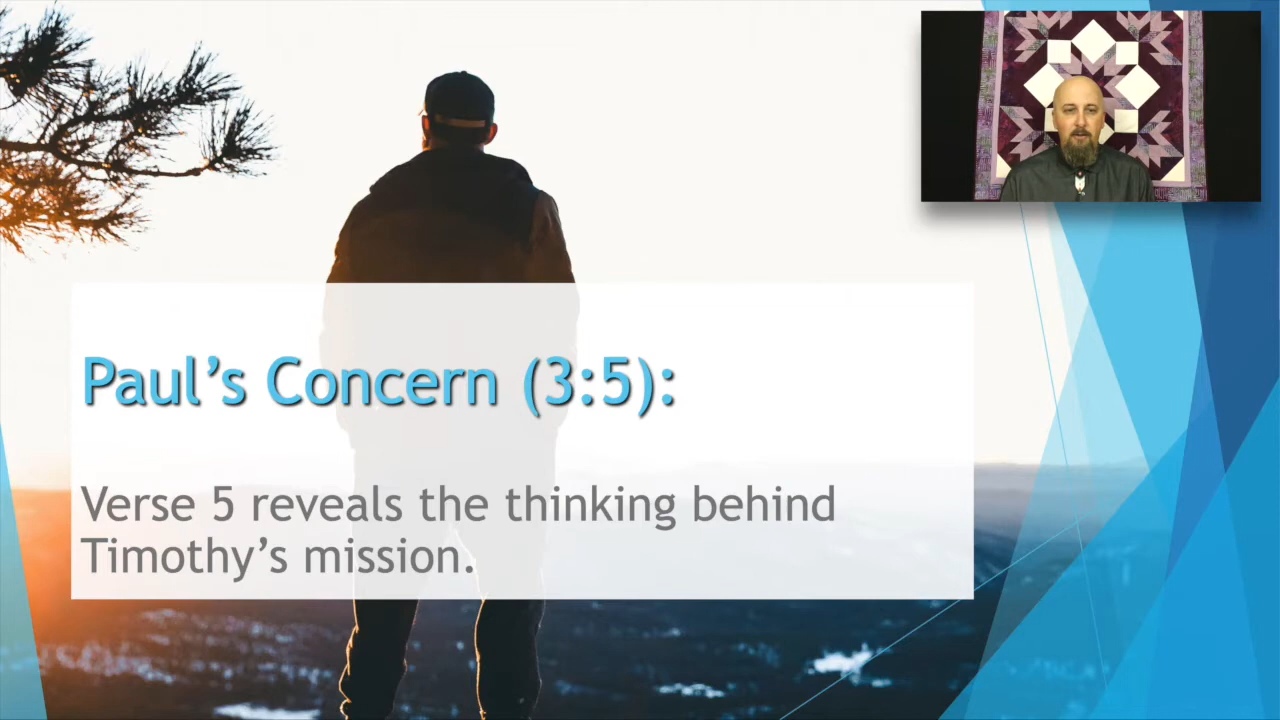 Paul’s Concern (3:5):
Verse 5 reveals the thinking behind
Timothy’s mission.